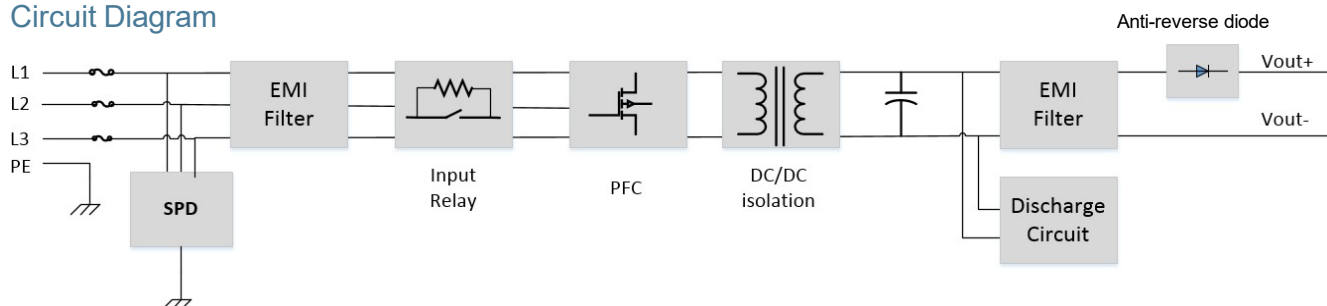 Circuit Diagram
Anti-reverse diode
L1
L2
L3
PE
SPD
EMI
Filter
Input
Relay
PFC
DC/DC
isolation
EMI
Filter
Discharge
Circuit
Vout+
Vout-